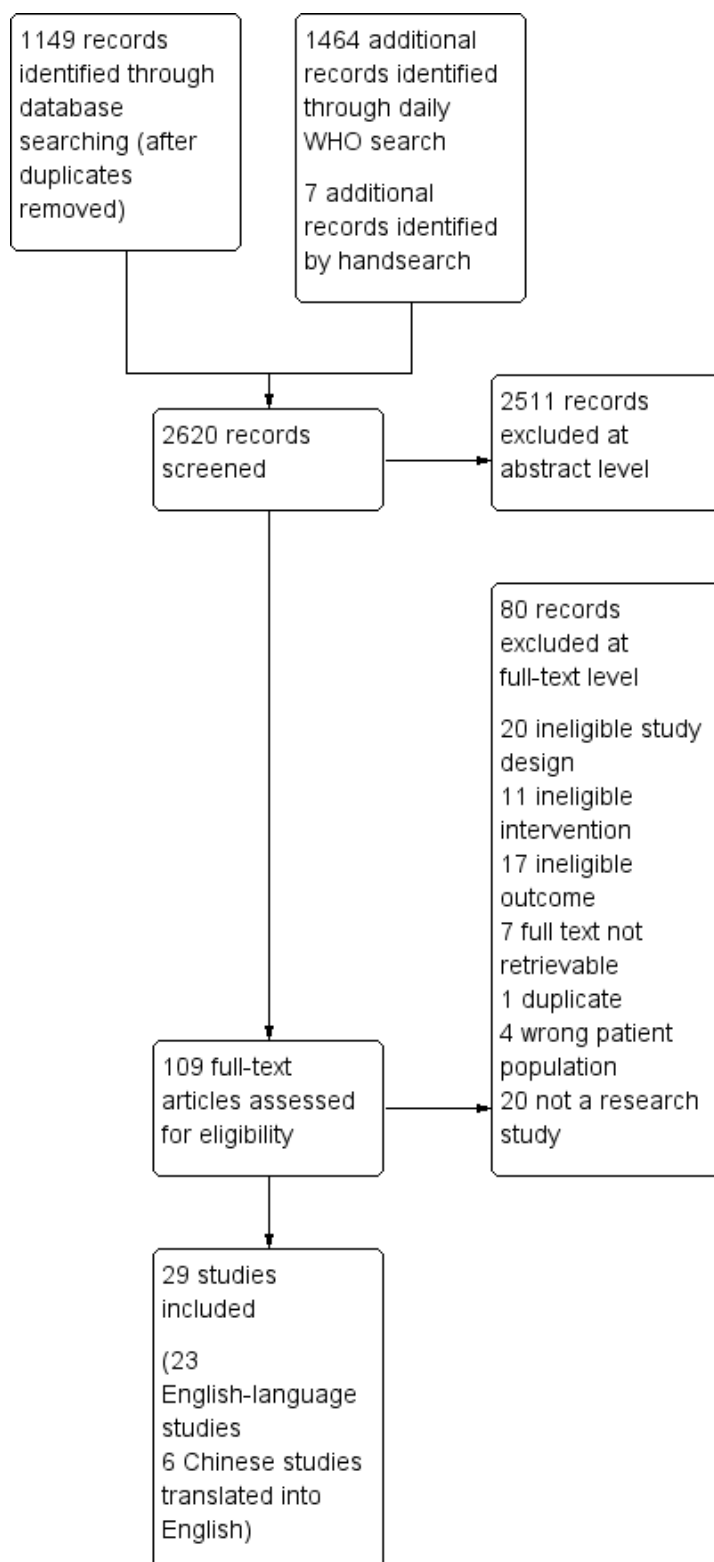 1149 records
identified through
database
searching (after
duplicates
removed)
1464 additional
records identified
through daily
WHO search
7 additional
records identified
by handsearch
2620 records
screened
2511 records
excluded at
abstract level
80 records
excluded at
full-text level
20 ineligible study
design
11 ineligible
intervention
17 ineligible
outcome
7 full text not
retrievable
1 duplicate
4 wrong patient
population
20 not a research
study
109 full-text
articles assessed
for eligibility
29 studies
included
(23
English-language
studies
6 Chinese studies
translated into
English)